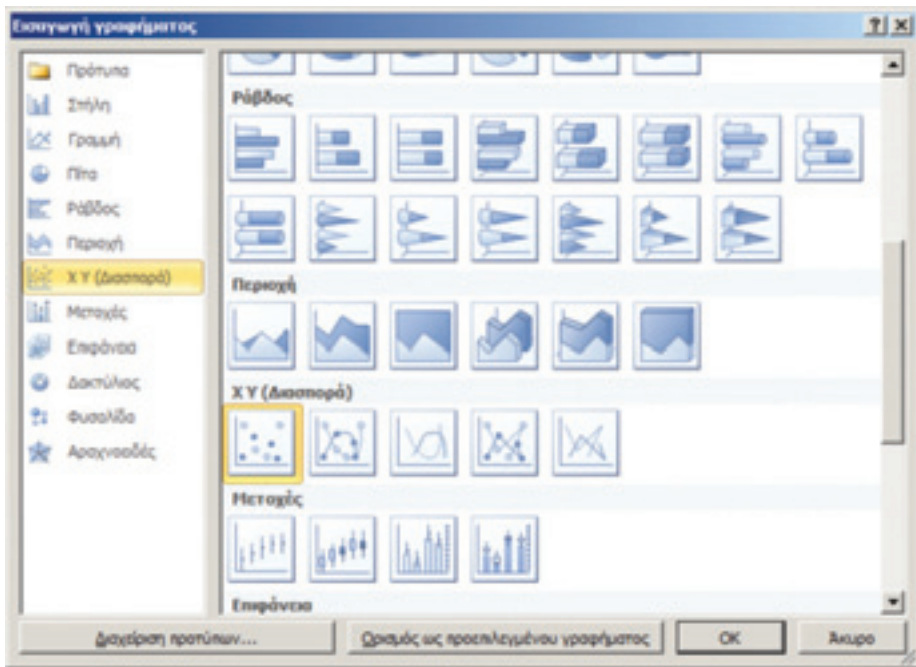 Εισαγωγή γραφήματος
Πρότυπα
Στήλη
Γραμμή
Πίτα
Ράβδος
Περιοχή
X Y (Διασπορά)
Μετοχές
Επιφάνεια
Δακτύλιος
Φυσαλίδα
Αραχνοειδές
Ράβδος
Περιοχή
X Y (Διασπορά)
Μετοχές
Επιφάνεια
Διαχείριση προτύπων...
Ορισμός ως προεπιλεγμένου γραφήματος
OK
Άκυρο